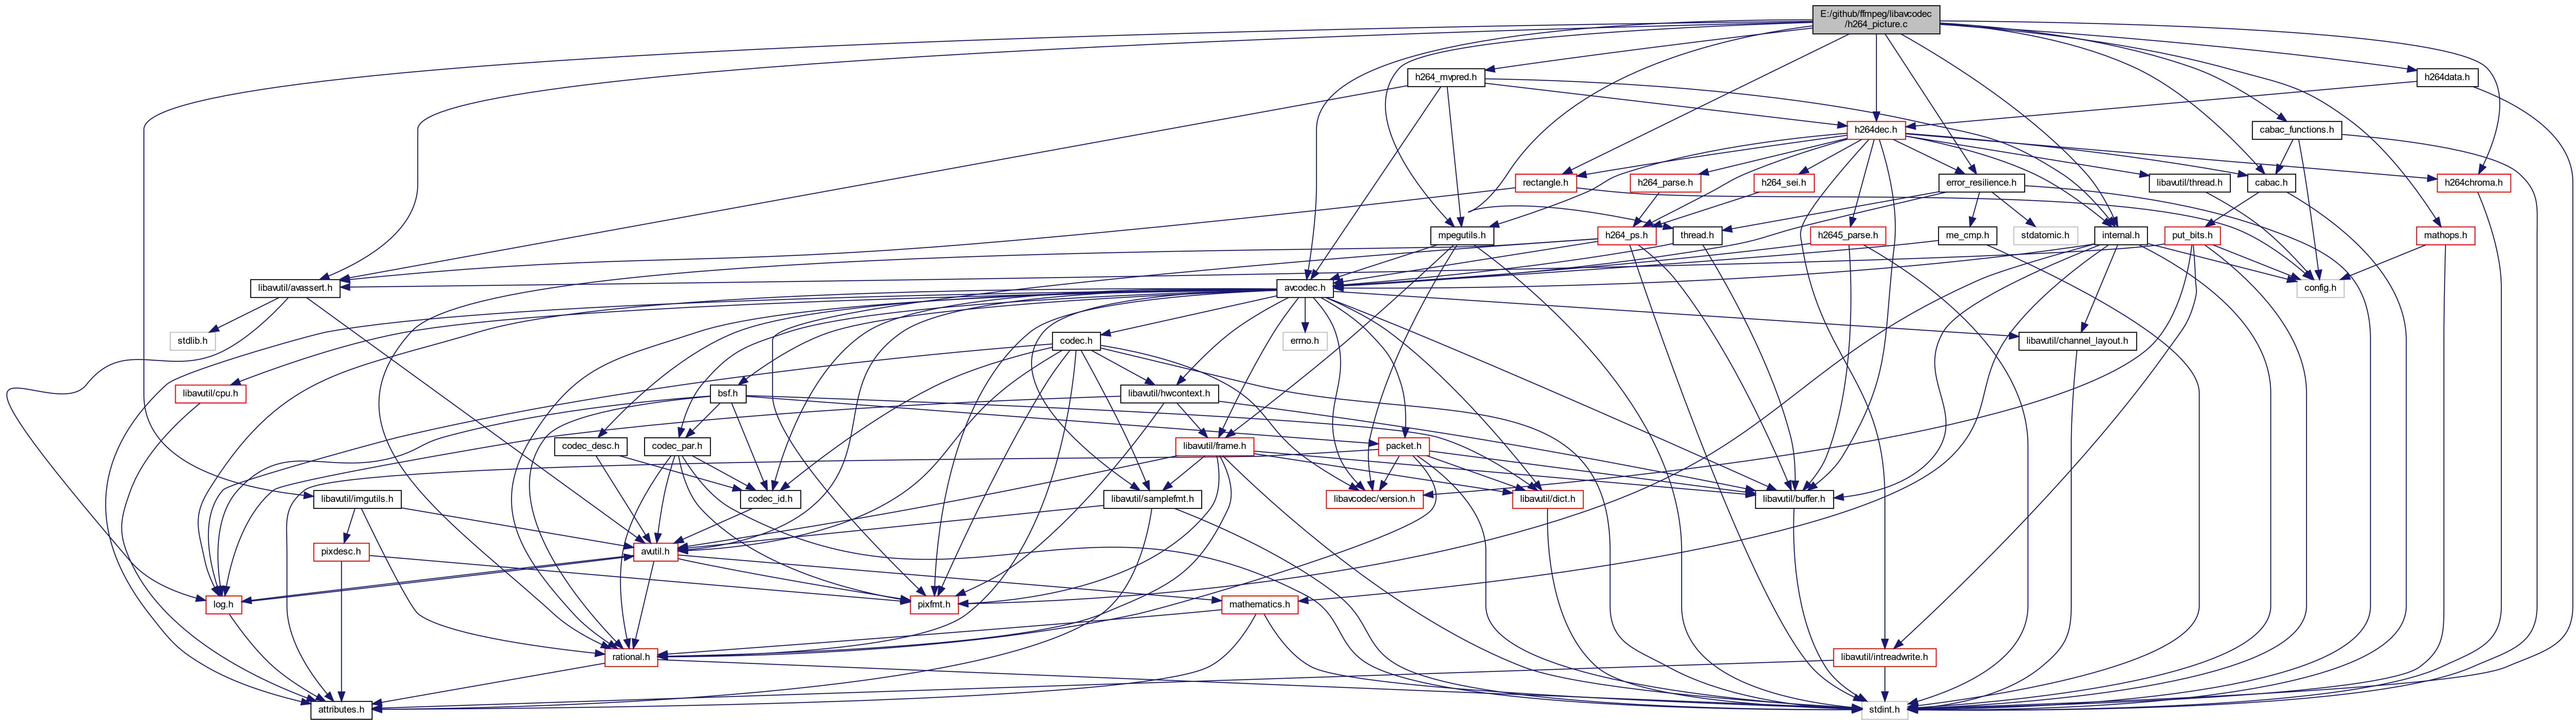 E:/github/ffmpeg/libavcodec
/h264_picture.c
h264_mvpred.h
h264data.h
h264dec.h
cabac_functions.h
rectangle.h
h264_parse.h
h264_sei.h
error_resilience.h
libavutil/thread.h
cabac.h
h264chroma.h
mpegutils.h
h264_ps.h
thread.h
h2645_parse.h
me_cmp.h
stdatomic.h
internal.h
put_bits.h
mathops.h
libavutil/avassert.h
avcodec.h
config.h
stdlib.h
codec.h
errno.h
libavutil/channel_layout.h
libavutil/cpu.h
bsf.h
libavutil/hwcontext.h
codec_desc.h
codec_par.h
libavutil/frame.h
packet.h
libavutil/imgutils.h
codec_id.h
libavutil/samplefmt.h
libavcodec/version.h
libavutil/dict.h
libavutil/buffer.h
pixdesc.h
avutil.h
log.h
pixfmt.h
mathematics.h
rational.h
libavutil/intreadwrite.h
attributes.h
stdint.h